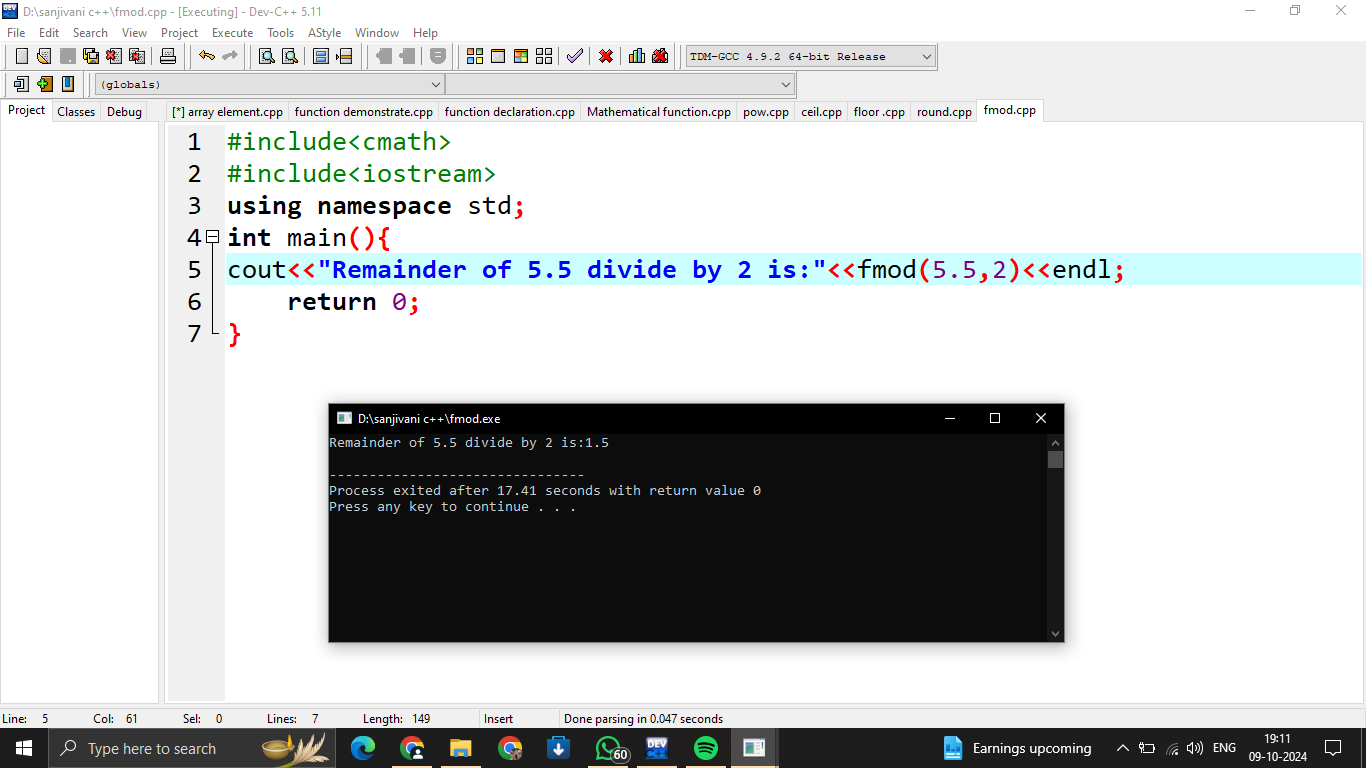 D:\sanjivani c++\fmod.cpp - [Executing] - Dev-C++ 5.11
File Edit Search View Project Execute Tools AStyle Window Help
TDM-GCC 4.9.2 64-bit Release
(globals)
Project Classes Debug
[*] array element.cpp function demonstrate.cpp function declaration.cpp Mathematical function.cpp pow.cpp ceil.cpp floor .cpp round.cpp fmod.cpp
1 #include<cmath>
2 #include<iostream>
3 using namespace std;
4 int main(){
5 cout<<"Remainder of 5.5 divide by 2 is:"<<fmod(5.5,2)<<endl;
6 return 0;
7 }
D:\sanjivani c++\fmod.exe
Remainder of 5.5 divide by 2 is:1.5
--------------------------------
Process exited after 17.41 seconds with return value 0
Press any key to continue . . .
Line: 5 Col: 61 Sel: 0 Lines: 7 Length: 149 Insert Done parsing in 0.047 seconds
Type here to search
60
DEV
Earnings upcoming
ENG
19:11
09-10-2024